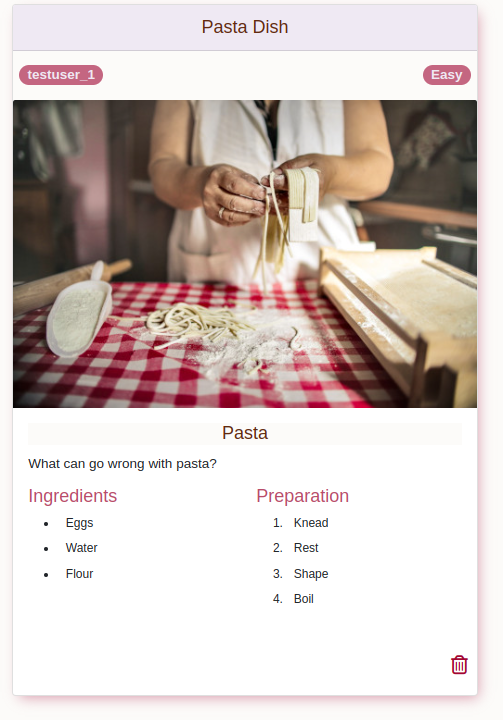 Pasta Dish
testuser_1 Easy
Pasta
What can go wrong with pasta?
Ingredients
Eggs
Water
Flour
Preparation
1. Knead
2. Rest
3. Shape
4. Boil